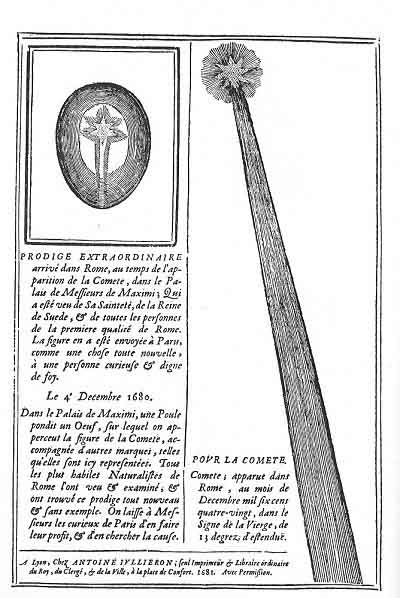 PRODIGE EXTRAORDINAIRE
arrivé dans Rome, au temps de l'ap-
parition de la Comete, dans le Pa-
lais de Messieurs de Maximi; Qui
a esté veu de Sa Sainteté, de la Reine
de Suede, & de toutes les personnes
de la premiere qualité de Rome.
La figure en a esté envoyée à Paris,
comme une chose toute nouvelle,
à une personne curieuse & digne
de foy.
Le 4e Decembre 1680.
Dans le Palais de Maximi, une Poule
pondit un Oeuf, sur lequel on ap-
perceut la figure de la Comete, ac-
compagnée d'autres marques, telles
qu'elles sont icy representées. Tous
les plus habiles Naturalistes de
Rome l'ont veu & examiné; &
ont trouvé ce prodige tout nouveau
& sans exemple. On laisse à Mes-
sieurs les curieux de Paris d'en faire
leur profit, & d'en chercher la cause.
POVR LA COMETE.
Comete; apparuë dans
Rome, au mois de
Decembre mil six cens
quatre-vingt, dans le
Signe de la Vierge, de
13 degrez d'estenduë.
A Lyon, Chez ANTOINE IVLLIERON; seul Imprimeur & Libraire ordinaire
du Roy, du Clergé, & de la Ville, à la place de Confort. 1681. Avec Permission.